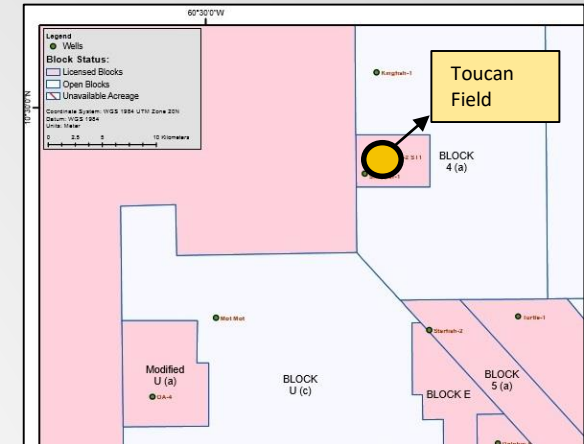 60°30'0"W
10°30'0"N
Legend
Wells
Block Status:
Licensed Blocks
Open Blocks
Unavailable Acreage
Coordinate System: WGS 1984 UTM Zone 20N
Datum: WGS 1984
Units: Meter
0 2.5 5 10 Kilometers
Kingfish-1
Toucan
Field
BLOCK
4 (a)
Mot Mot
Starfish-2
Turtle-1
Modified
U (a)
OA-4
BLOCK
U (c)
BLOCK
5 (a)
BLOCK E